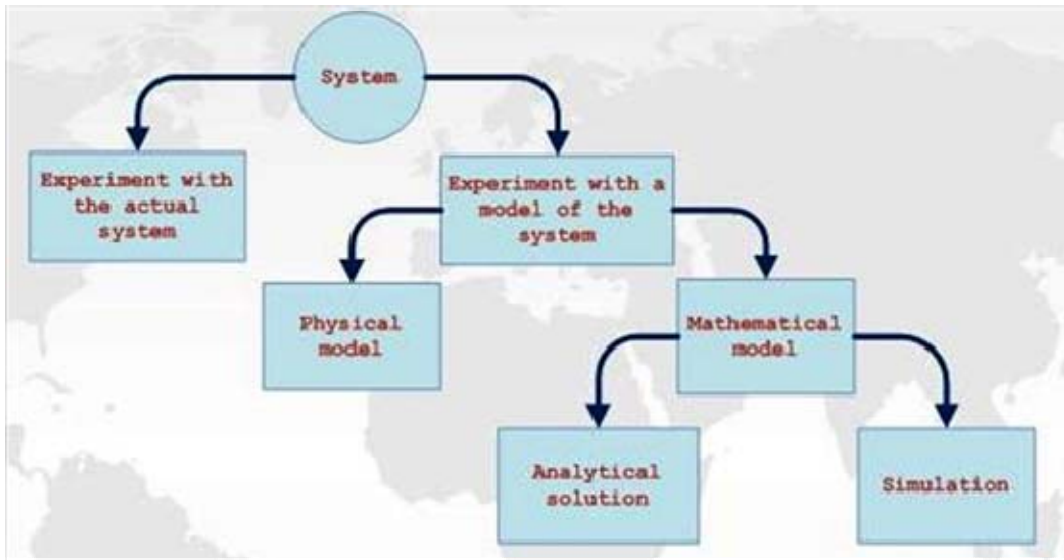 System
Experiment with
the actual
system
Experiment with a
model of the
system
Physical
model
Mathematical
model
Analytical
solution
Simulation